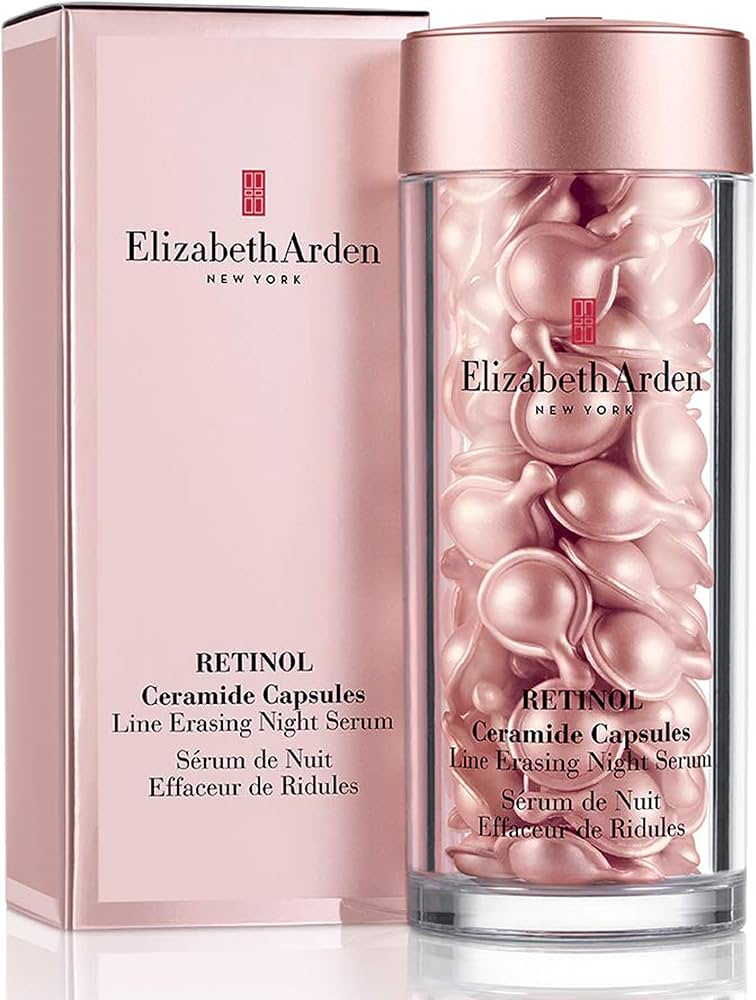 ElizabethArden
NEW YORK
RETINOL
Ceramide Capsules
Line Erasing Night Serum
Sérum de Nuit
Effaceur de Ridules
ElizabethArden
NEW YORK
RETINOL
Ceramide Capsules
Line Erasing Night Serum
Sérum de Nuit
Effaceur de Ridules